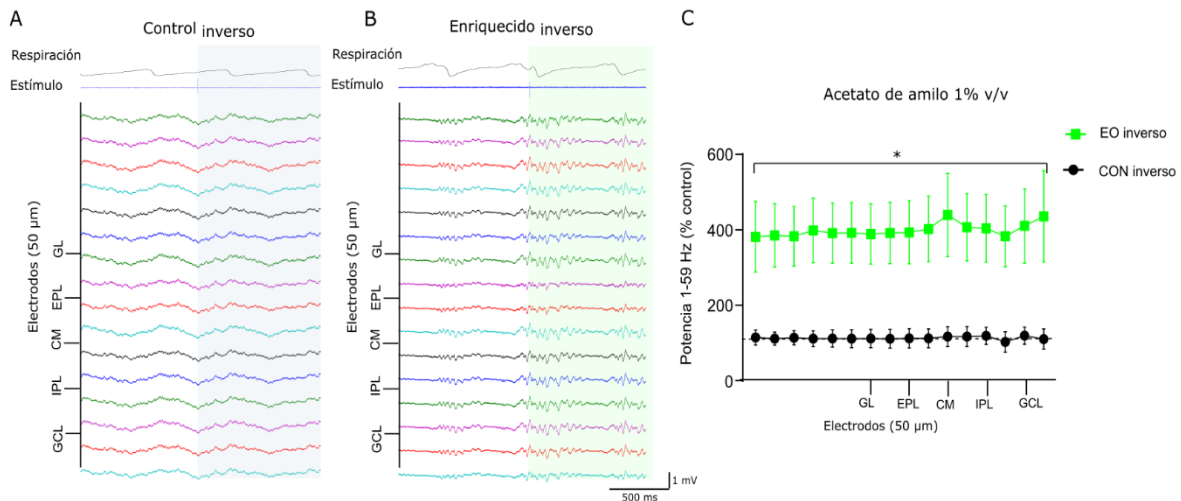 A
Control inverso
Respiración
Estímulo
Electrodos (50 µm)
GL
EPL
CM
IPL
GCL
B
Enriquecido inverso
Respiración
Estímulo
Electrodos (50 µm)
GL
EPL
CM
IPL
GCL
1 mV
500 ms
C
Acetato de amilo 1% v/v
EO inverso
CON inverso
*
Potencia 1-59 Hz (% control)
600
400
200
0
GL EPL CM IPL GCL
Electrodos (50 µm)